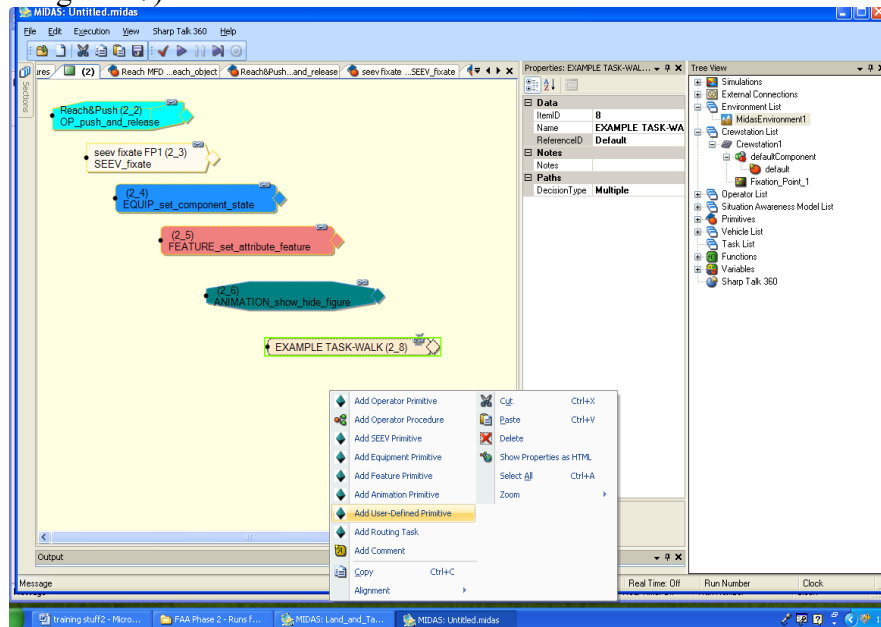 MIDAS: Untitled.midas
File Edit Execution View Sharp Talk 360 Help
ures (2) Reach MFD ...each_object Reach&Push...and_release seev fixate ...SEEV_fixate
Sections
Reach&Push (2_2)
OP_push_and_release
seev fixate FP1 (2_3)
SEEV_fixate
(2_4)
EQUIP_set_component_state
(2_5)
FEATURE_set_attribute_feature
(2_6)
ANIMATION_show_hide_figure
EXAMPLE TASK-WALK (2_8)
Properties: EXAMPLE TASK-WAL...
Data
ItemID 8
Name EXAMPLE TASK-WA
ReferenceID Default
Notes
Notes
Paths
DecisionType Multiple
Tree View
Simulations
External Connections
Environment List
MidasEnvironment1
Crewstation List
Crewstation1
defaultComponent
default
Fixation_Point_1
Operator List
Situation Awareness Model List
Primitives
Vehicle List
Task List
Functions
Variables
Sharp Talk 360
Add Operator Primitive
Add Operator Procedure
Add SEEV Primitive
Add Equipment Primitive
Add Feature Primitive
Add Animation Primitive
Add User-Defined Primitive
Add Routing Task
Add Comment
Copy Ctrl+C
Alignment
Cut Ctrl+X
Paste Ctrl+V
Delete
Show Properties as HTML
Select All Ctrl+A
Zoom
Output
Message Real Time: Off Run Number Clock
training stuff2 - Micro... FAA Phase 2 - Runs f... MIDAS: Land_and_Ta... MIDAS: Untitled.midas